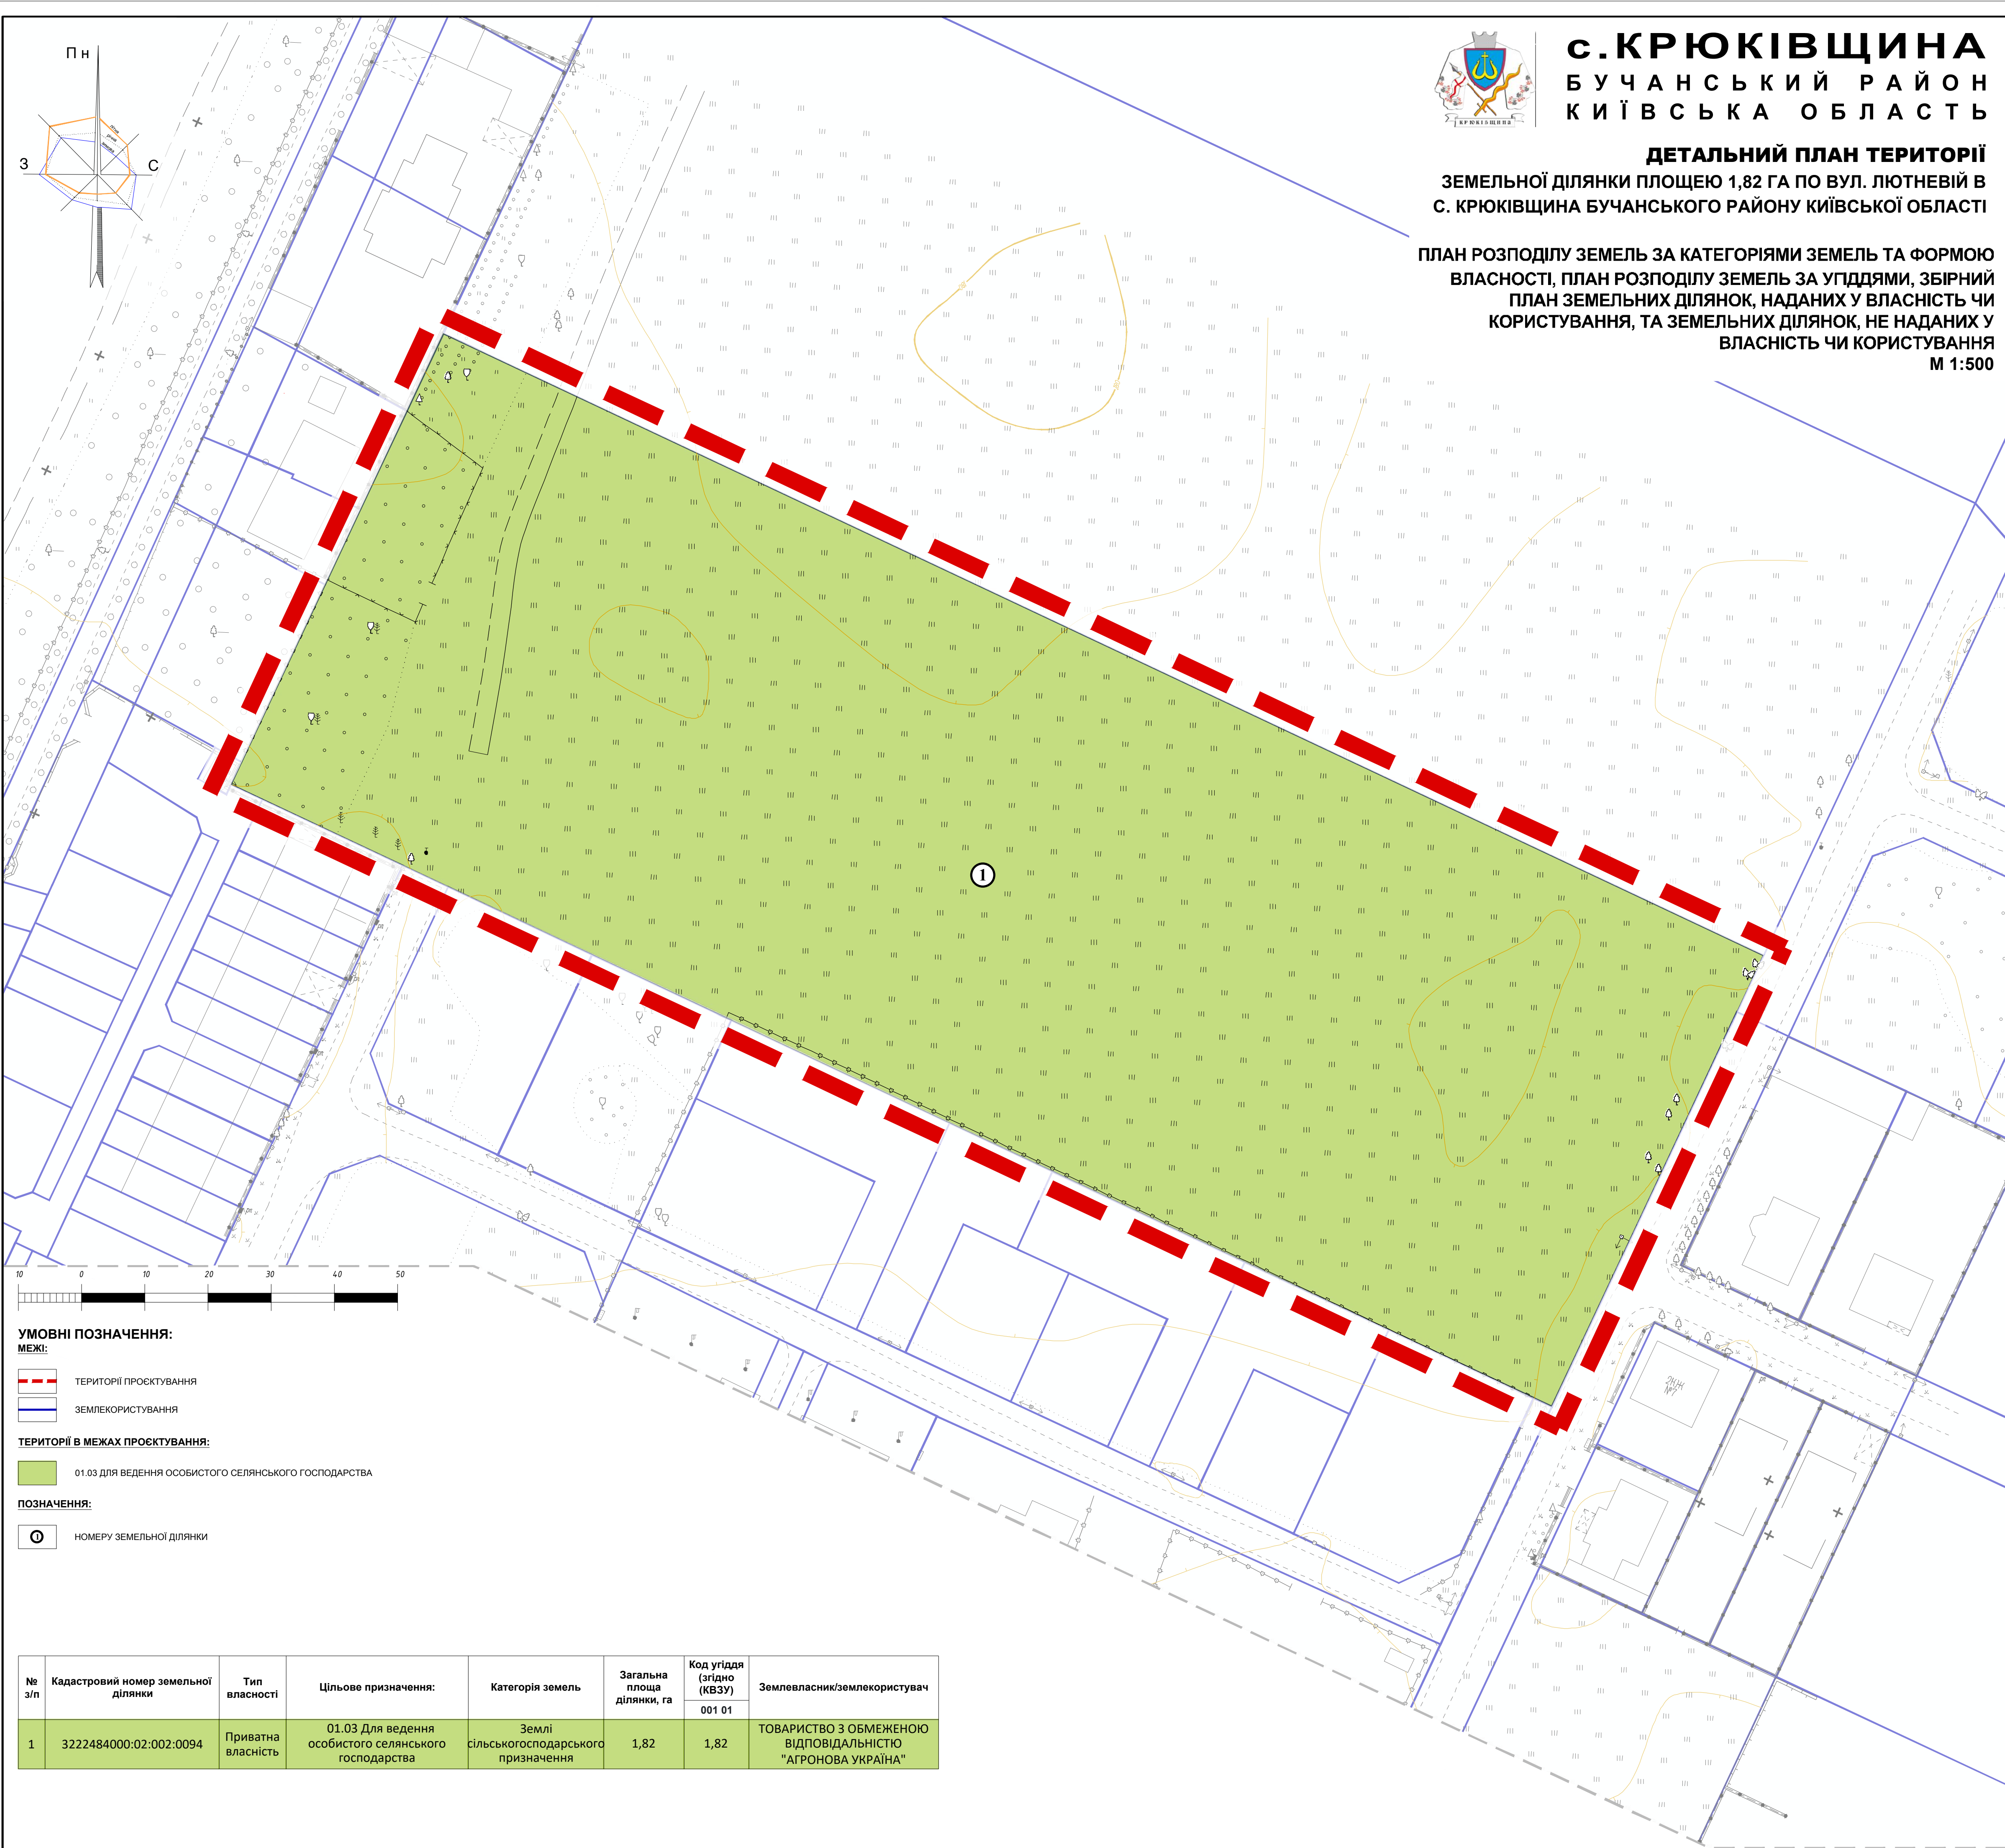 Пн
З
С
КРЮКІВЩИНА
с.КРЮКІВЩИНА
БУЧАНСЬКИЙ РАЙОН
КИЇВСЬКА ОБЛАСТЬ
ДЕТАЛЬНИЙ ПЛАН ТЕРИТОРІЇ
ЗЕМЕЛЬНОЇ ДІЛЯНКИ ПЛОЩЕЮ 1,82 ГА ПО ВУЛ. ЛЮТНЕВІЙ В
С. КРЮКІВЩИНА БУЧАНСЬКОГО РАЙОНУ КИЇВСЬКОЇ ОБЛАСТІ
ПЛАН РОЗПОДІЛУ ЗЕМЕЛЬ ЗА КАТЕГОРІЯМИ ЗЕМЕЛЬ ТА ФОРМОЮ
ВЛАСНОСТІ, ПЛАН РОЗПОДІЛУ ЗЕМЕЛЬ ЗА УГІДДЯМИ, ЗБІРНИЙ
ПЛАН ЗЕМЕЛЬНИХ ДІЛЯНОК, НАДАНИХ У ВЛАСНІСТЬ ЧИ
КОРИСТУВАННЯ, ТА ЗЕМЕЛЬНИХ ДІЛЯНОК, НЕ НАДАНИХ У
ВЛАСНІСТЬ ЧИ КОРИСТУВАННЯ
М 1:500
1
10 0 10 20 30 40 50
УМОВНІ ПОЗНАЧЕННЯ:
МЕЖІ:
ТЕРИТОРІЇ ПРОЄКТУВАННЯ
ЗЕМЛЕКОРИСТУВАННЯ
ТЕРИТОРІЇ В МЕЖАХ ПРОЄКТУВАННЯ:
01.03 ДЛЯ ВЕДЕННЯ ОСОБИСТОГО СЕЛЯНСЬКОГО ГОСПОДАРСТВА
ПОЗНАЧЕННЯ:
1 НОМЕРУ ЗЕМЕЛЬНОЇ ДІЛЯНКИ
№ з/п
Кадастровий номер земельної ділянки
Тип власності
Цільове призначення:
Категорія земель
Загальна площа ділянки, га
Код угіддя (згідно (КВЗУ)
001 01
Землевласник/землекористувач
1
3222484000:02:002:0094
Приватна власність
01.03 Для ведення особистого селянського господарства
Землі сільськогосподарського призначення
1,82
1,82
ТОВАРИСТВО З ОБМЕЖЕНОЮ ВІДПОВІДАЛЬНІСТЮ "АГРОНОВА УКРАЇНА"